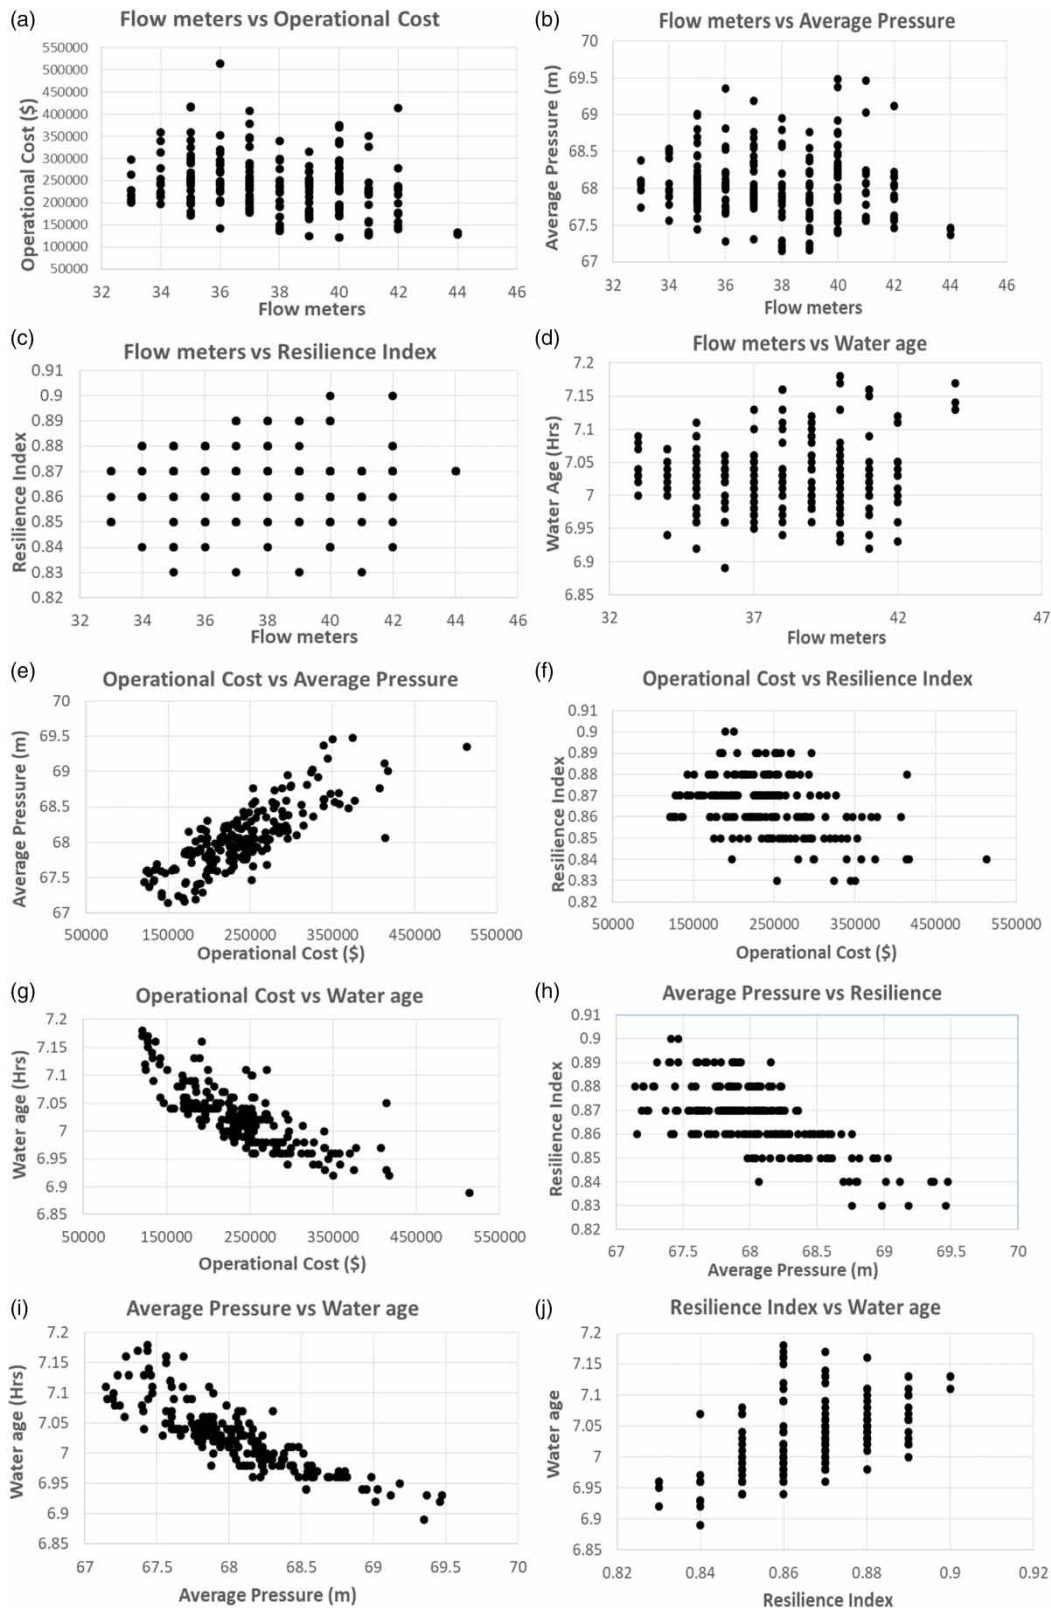 (a)
Flow meters vs Operational Cost
Operational Cost ($)
550000
500000
450000
400000
350000
300000
250000
200000
150000
100000
50000
32 34 36 38 40 42 44 46
Flow meters
(b)
Flow meters vs Average Pressure
Average Pressure (m)
70
69.5
69
68.5
68
67.5
67
32 34 36 38 40 42 44 46
Flow meters
(c)
Flow meters vs Resilience Index
Resilience Index
0.91
0.9
0.89
0.88
0.87
0.86
0.85
0.84
0.83
0.82
32 34 36 38 40 42 44 46
Flow meters
(d)
Flow meters vs Water age
Water Age (Hrs)
7.2
7.15
7.1
7.05
7
6.95
6.9
6.85
32 37 42 47
Flow meters
(e)
Operational Cost vs Average Pressure
Average Pressure (m)
70
69.5
69
68.5
68
67.5
67
50000 150000 250000 350000 450000 550000
Operational Cost ($)
(f)
Operational Cost vs Resilience Index
Resilience Index
0.91
0.9
0.89
0.88
0.87
0.86
0.85
0.84
0.83
0.82
50000 150000 250000 350000 450000 550000
Operational Cost ($)
(g)
Operational Cost vs Water age
Water age (Hrs)
7.2
7.15
7.1
7.05
7
6.95
6.9
6.85
50000 150000 250000 350000 450000 550000
Operational Cost ($)
(h)
Average Pressure vs Resilience
Resilience Index
0.91
0.9
0.89
0.88
0.87
0.86
0.85
0.84
0.83
0.82
67 67.5 68 68.5 69 69.5 70
Average Pressure (m)
(i)
Average Pressure vs Water age
Water age (Hrs)
7.2
7.15
7.1
7.05
7
6.95
6.9
6.85
67 67.5 68 68.5 69 69.5 70
Average Pressure (m)
(j)
Resilience Index vs Water age
Water age
7.2
7.15
7.1
7.05
7
6.95
6.9
6.85
0.82 0.84 0.86 0.88 0.9 0.92
Resilience Index